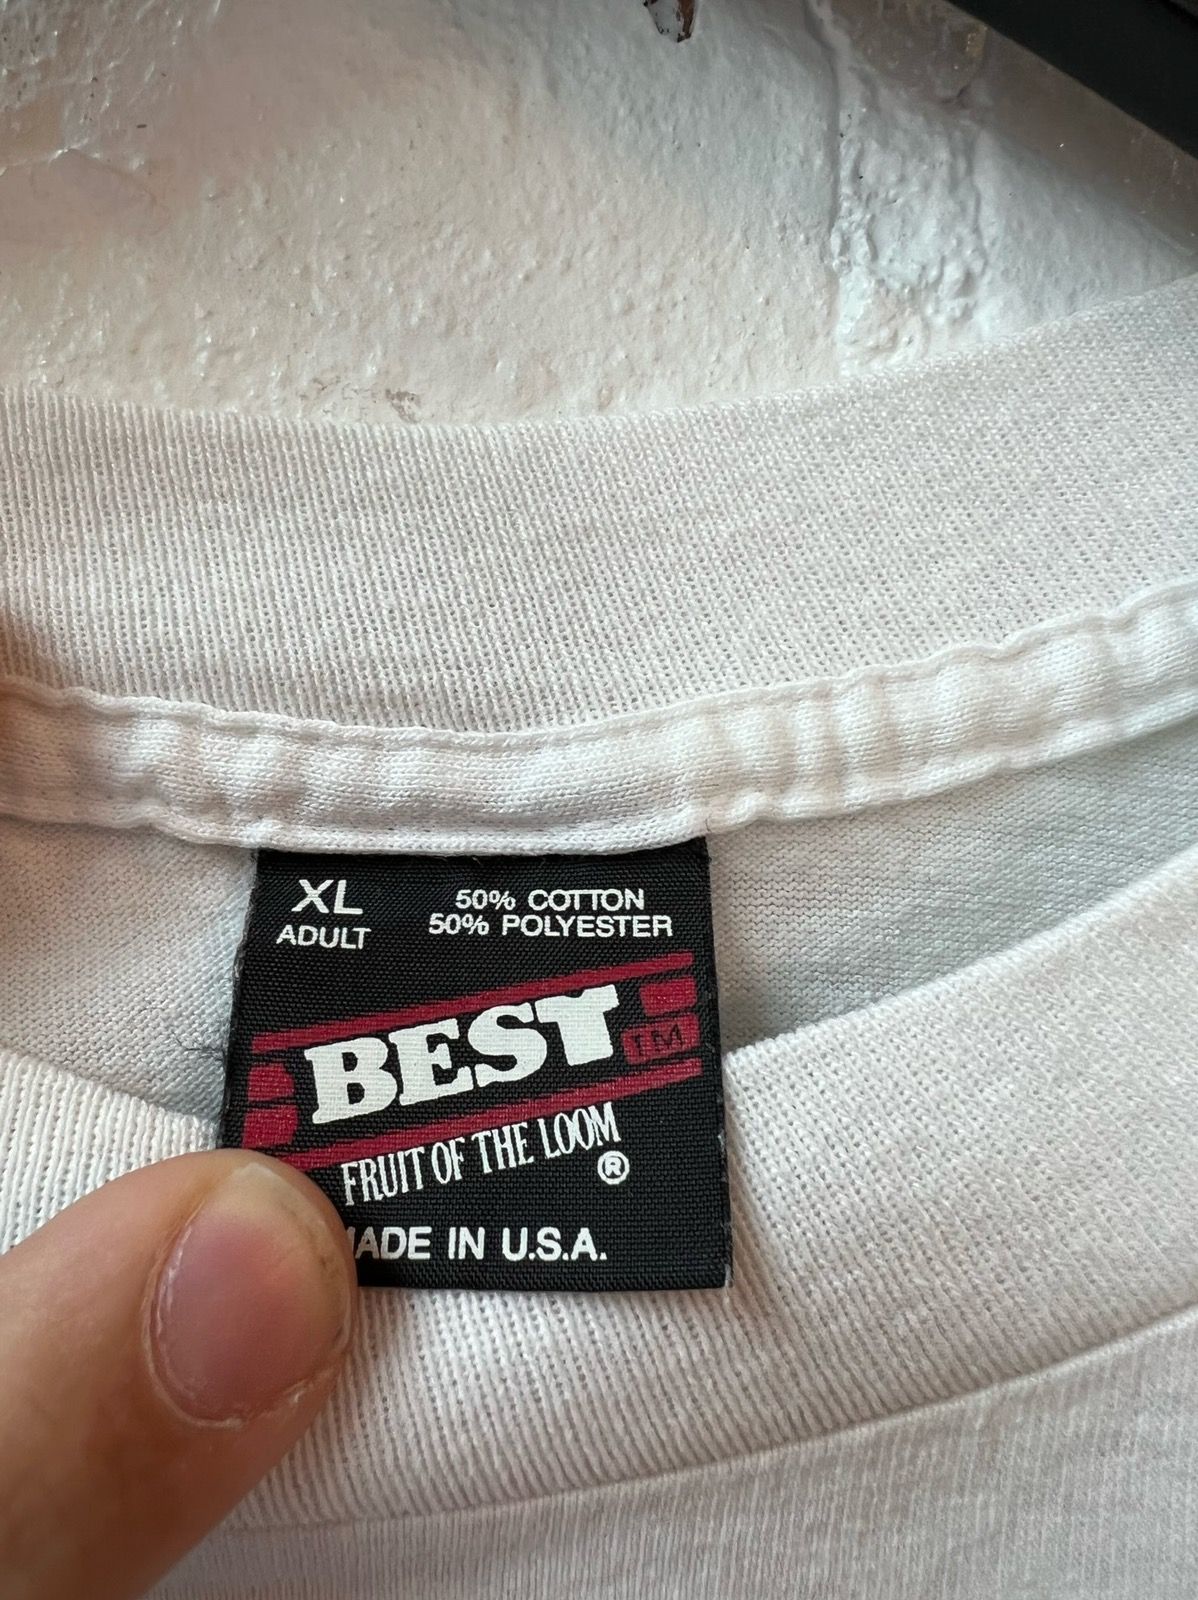 XL
ADULT
50% COTTON
50% POLYESTER
BEST TM
FRUIT OF THE LOOM
®
MADE IN U.S.A.